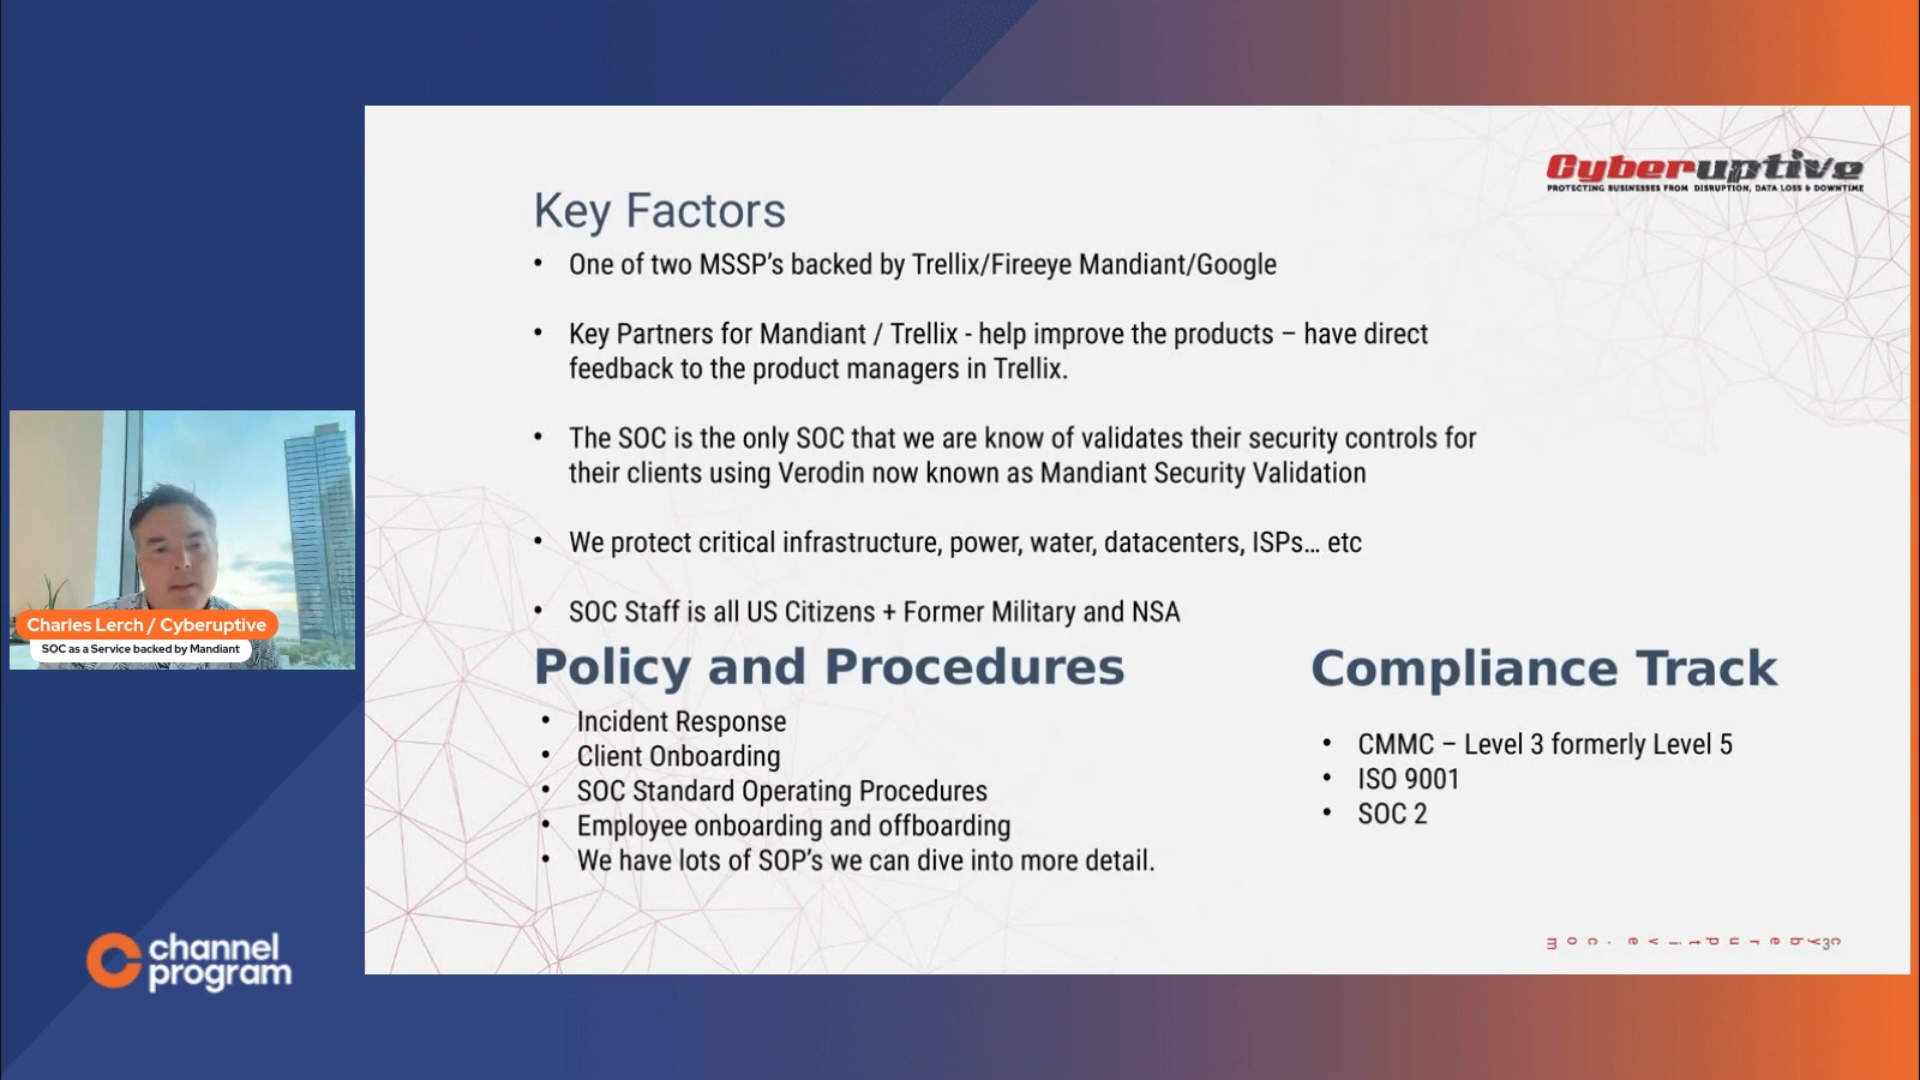 Cyberuptive
PROTECTING BUSINESSES FROM DISRUPTION, DATA LOSS & DOWNTIME
Key Factors
• One of two MSSP’s backed by Trellix/Fireeye Mandiant/Google
• Key Partners for Mandiant / Trellix - help improve the products – have direct
feedback to the product managers in Trellix.
• The SOC is the only SOC that we are know of validates their security controls for
their clients using Verodin now known as Mandiant Security Validation
• We protect critical infrastructure, power, water, datacenters, ISPs… etc
• SOC Staff is all US Citizens + Former Military and NSA
Charles Lerch / Cyberuptive
SOC as a Service backed by Mandiant
Policy and Procedures
• Incident Response
• Client Onboarding
• SOC Standard Operating Procedures
• Employee onboarding and offboarding
• We have lots of SOP’s we can dive into more detail.
Compliance Track
• CMMC – Level 3 formerly Level 5
• ISO 9001
• SOC 2
cyberuptive.com
3
channel
program